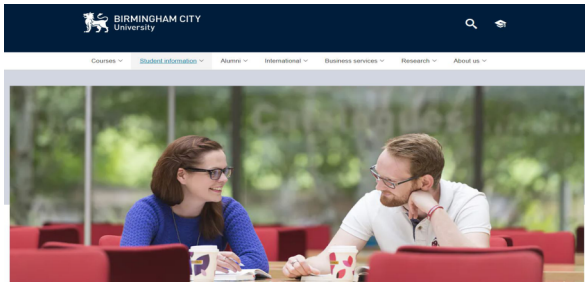 BIRMINGHAM CITY
University
Courses Student information Alumni International Business services Research About us